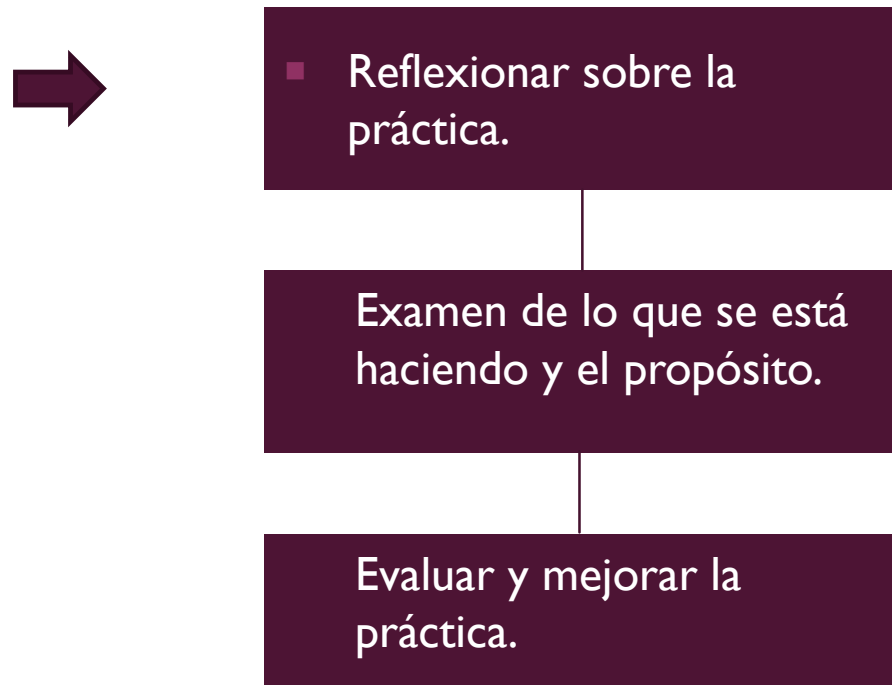 Reflexionar sobre la
práctica.
Examen de lo que se está
haciendo y el propósito.
Evaluar y mejorar la
práctica.